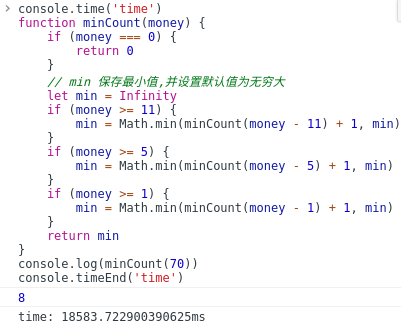 console.time('time')
function minCount(money) {
    if (money === 0) {
        return 0
    }
    // min 保存最小值,并设置默认值为无穷大
    let min = Infinity
    if (money >= 11) {
        min = Math.min(minCount(money - 11) + 1, min)
    }
    if (money >= 5) {
        min = Math.min(minCount(money - 5) + 1, min)
    }
    if (money >= 1) {
        min = Math.min(minCount(money - 1) + 1, min)
    }
    return min
}
console.log(minCount(70))
console.timeEnd('time')
8
time: 18583.722900390625ms